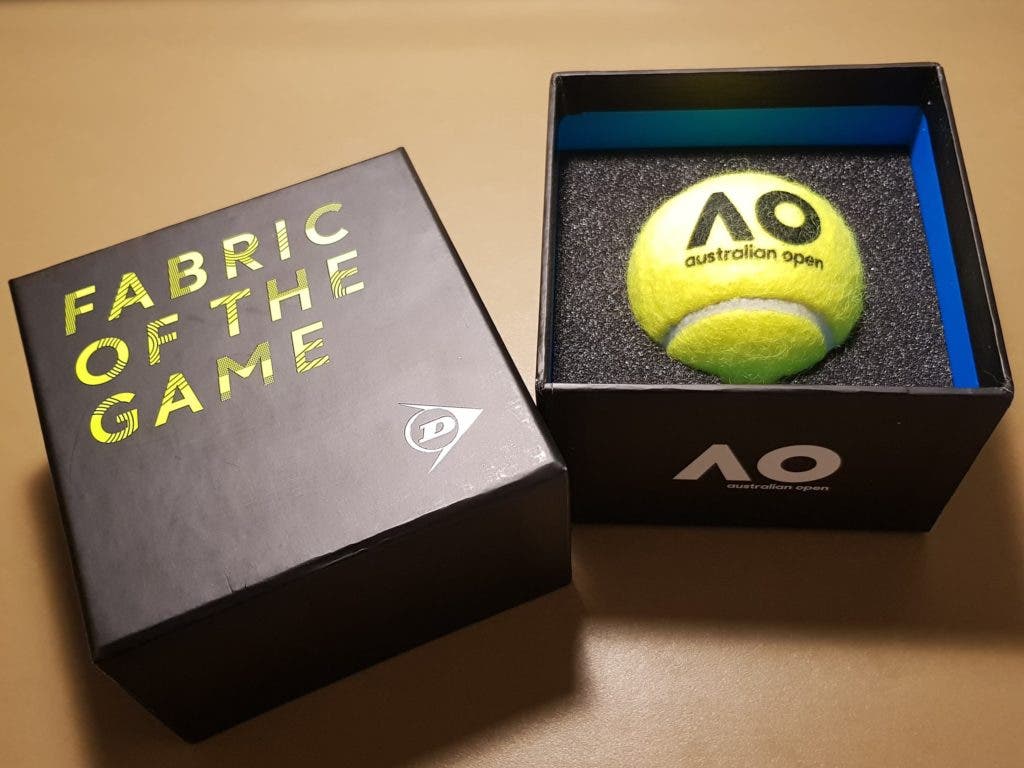 FABRIC
OF THE
GAME
D
AO
australian open
AO
australian open